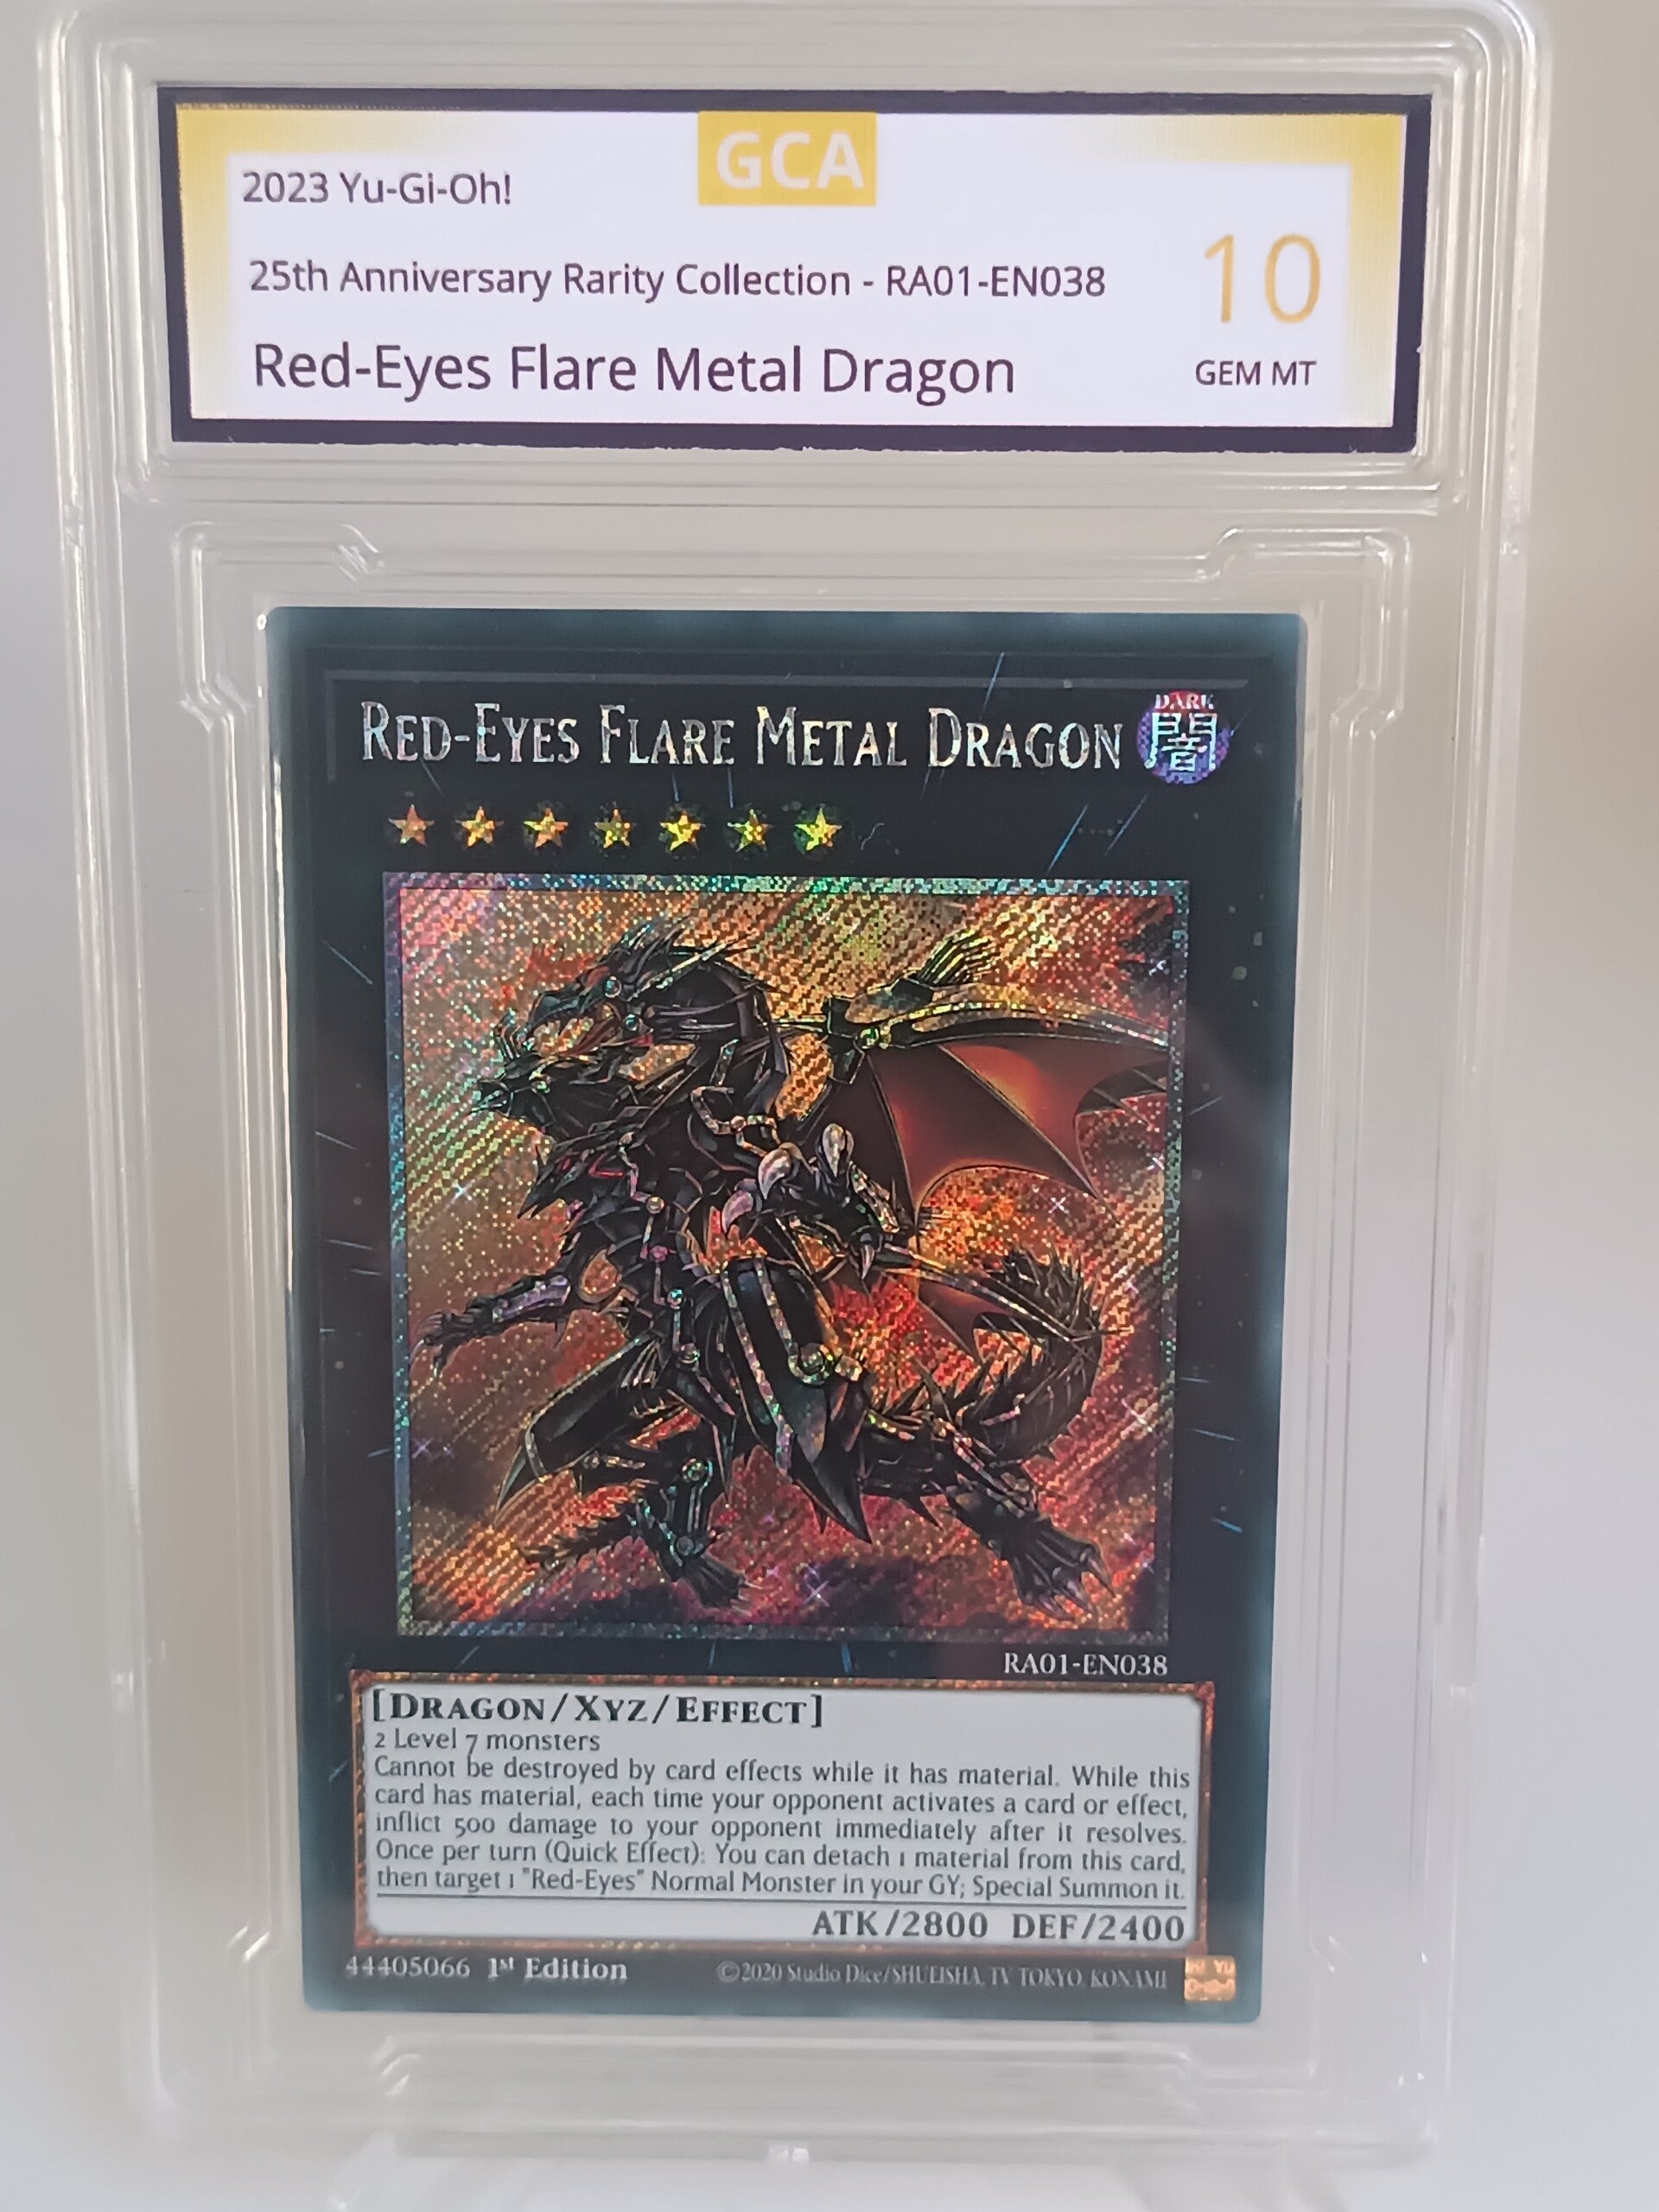 GCA
2023 Yu-Gi-Oh!
25th Anniversary Rarity Collection - RA01-EN038
10
Red-Eyes Flare Metal Dragon
GEM MT
RED-EYES FLARE METAL DRAGON
DARK
闇
RA01-EN038
[DRAGON/XYZ/EFFECT]
2 Level 7 monsters
Cannot be destroyed by card effects while it has material. While this
card has material, each time your opponent activates a card or effect,
inflict 500 damage to your opponent immediately after it resolves.
Once per turn (Quick Effect): You can detach 1 material from this card,
then target 1 "Red-Eyes" Normal Monster in your GY; Special Summon it.
ATK/2800 DEF/2400
44405066 1st Edition
©2020 Studio Dice/SHUEISHA, TV TOKYO, KONAMI